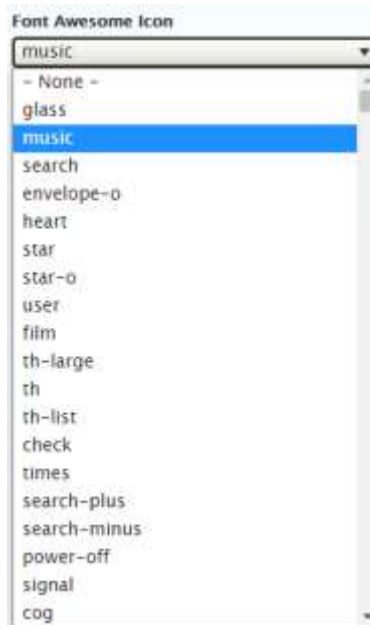 Font Awesome Icon
music
- None -
glass
music
search
envelope-o
heart
star
star-o
user
film
th-large
th
th-list
check
times
search-plus
search-minus
power-off
signal
cog